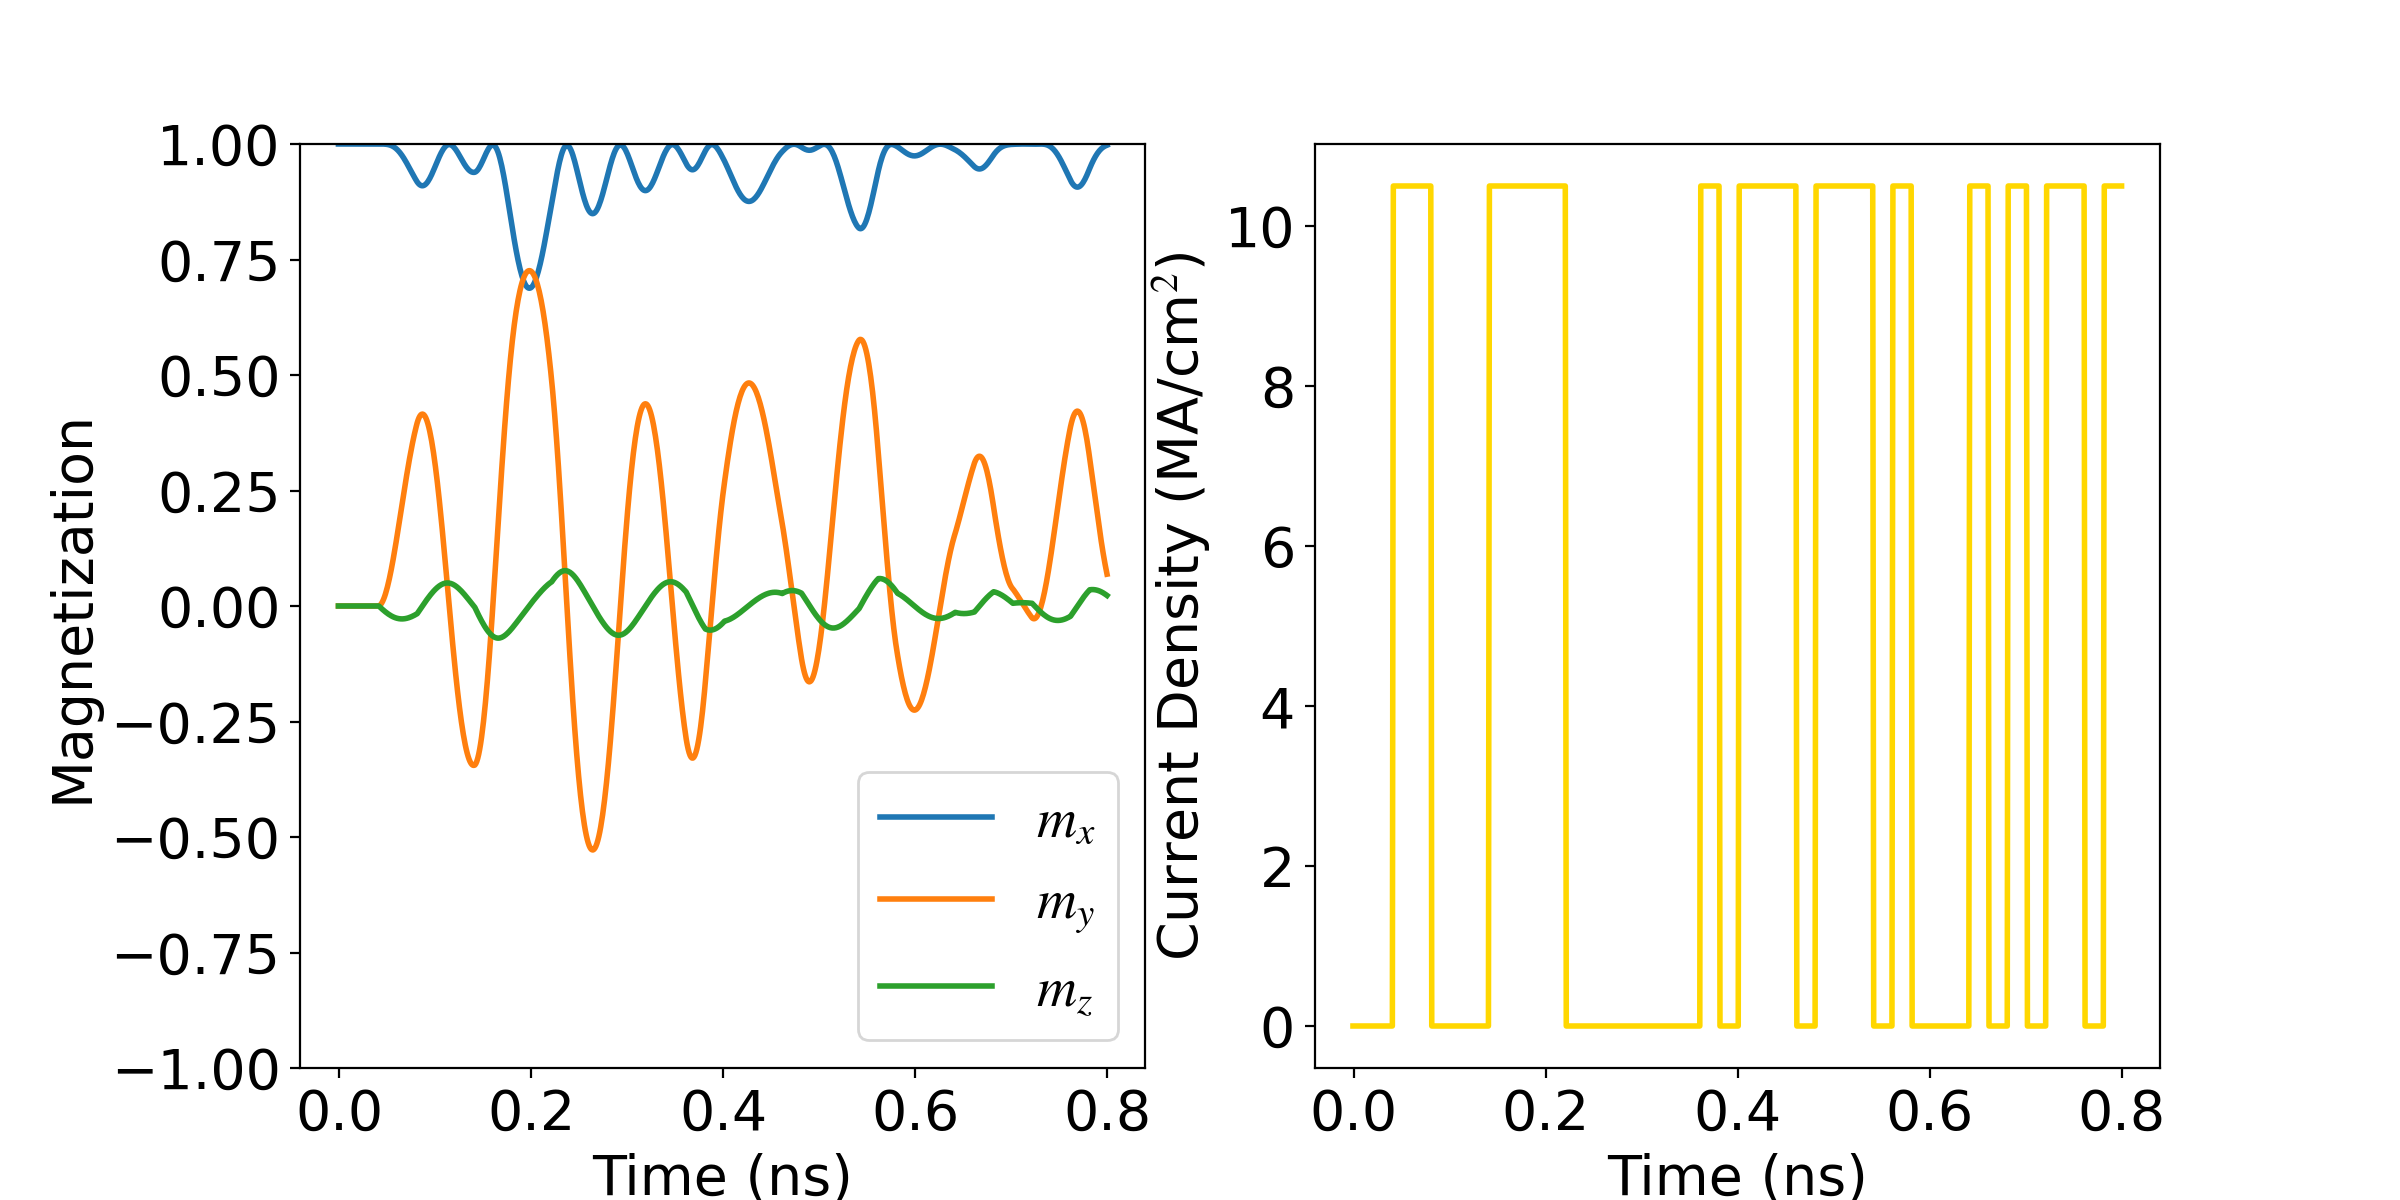 Magnetization
1.00
0.75
0.50
0.25
0.00
−0.25
−0.50
−0.75
−1.00
0.0 0.2 0.4 0.6 0.8
Time (ns)
m_x
m_y
m_z
Current Density (MA/cm²)
10
8
6
4
2
0
0.0 0.2 0.4 0.6 0.8
Time (ns)